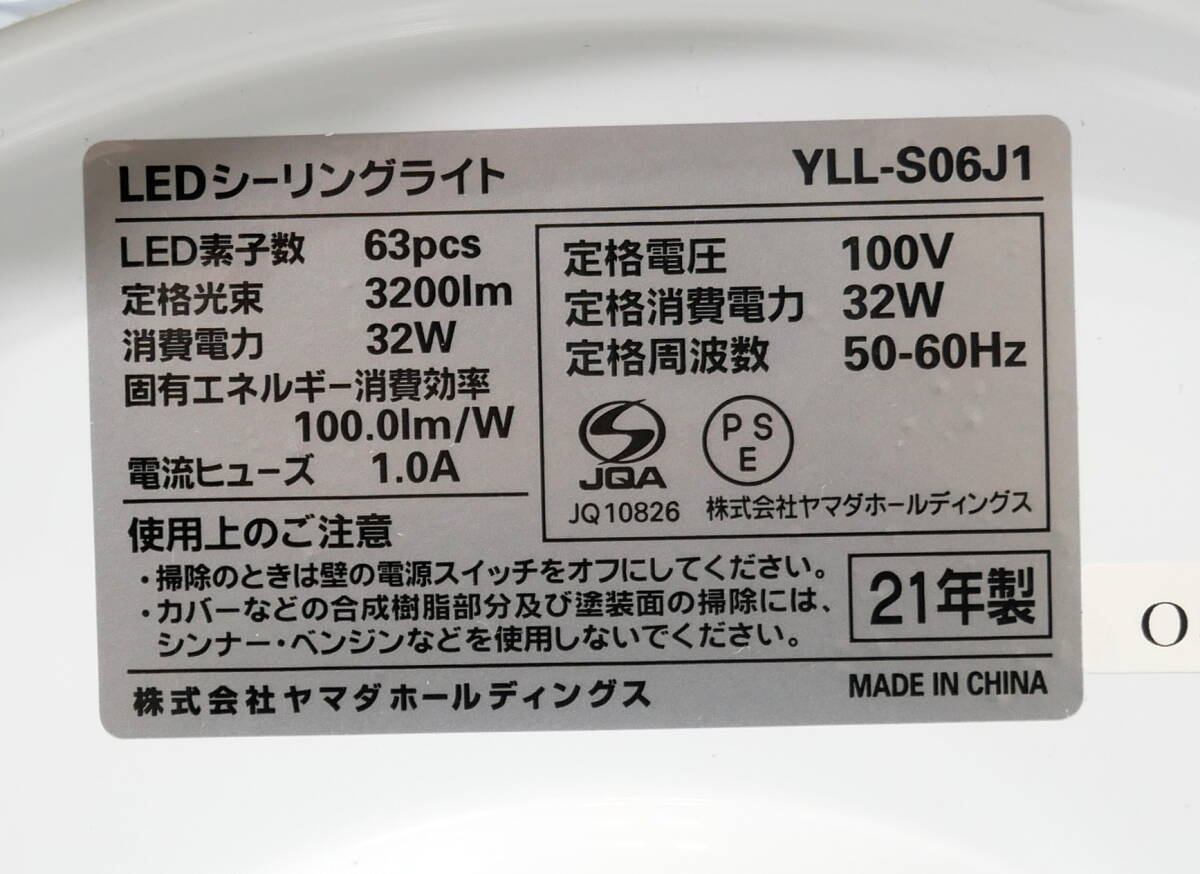 LEDシーリングライト YLL-S06J1
LED素子数 63pcs
定格光束 3200lm
消費電力 32W
固有エネルギー消費効率
100.0lm/W
電流ヒューズ 1.0A
定格電圧 100V
定格消費電力 32W
定格周波数 50-60Hz
JQA
PSE
JQ10826 株式会社ヤマダホールディングス
使用上のご注意
・掃除のときは壁の電源スイッチをオフにしてください。
・カバーなどの合成樹脂部分及び塗装面の掃除には、
シンナー・ベンジンなどを使用しないでください。
21年製
株式会社ヤマダホールディングス MADE IN CHINA
O